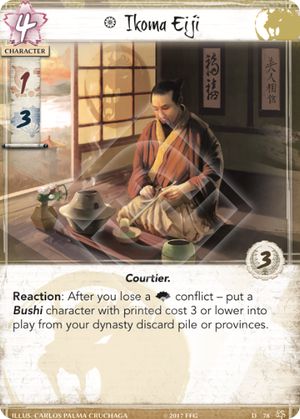 4
Ikoma Eiji
CHARACTER
1
3
3
Courtier.
Reaction: After you lose a conflict – put a
Bushi character with printed cost 3 or lower into
play from your dynasty discard pile or provinces.
ILLUS. CARLOS PALMA CRUCHAGA © 2017 FFG D 78